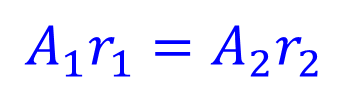 A₁r₁ = A₂r₂